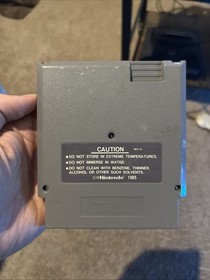 CAUTION
•DO NOT STORE IN EXTREME TEMPERATURES.
•DO NOT IMMERSE IN WATER.
•DO NOT CLEAN WITH BENZENE, THINNER,
ALCOHOL OR OTHER SUCH SOLVENTS.
©Nintendo 1985